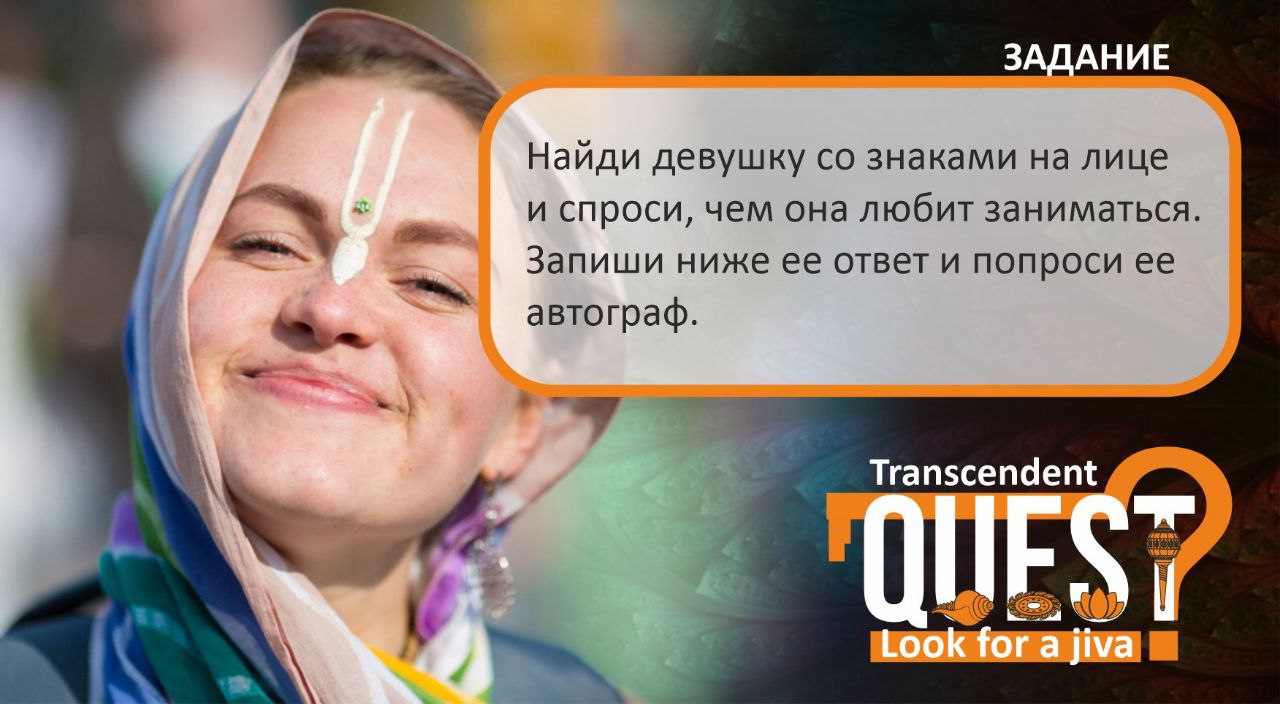 ЗАДАНИЕ
Найди девушку со знаками на лице
и спроси, чем она любит заниматься.
Запиши ниже ее ответ и попроси ее
автограф.
Transcendent
QUEST
Look for a jiva